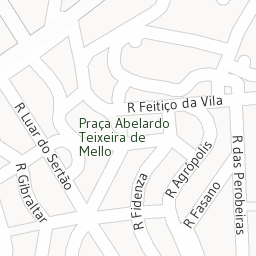 R Feitiço da Vila
Praça Abelardo
Teixeira de
Mello
R Luar do Sertão
R Gibraltar
R Fidenza
R Agrópolis
R Fasano
R das Perobeiras